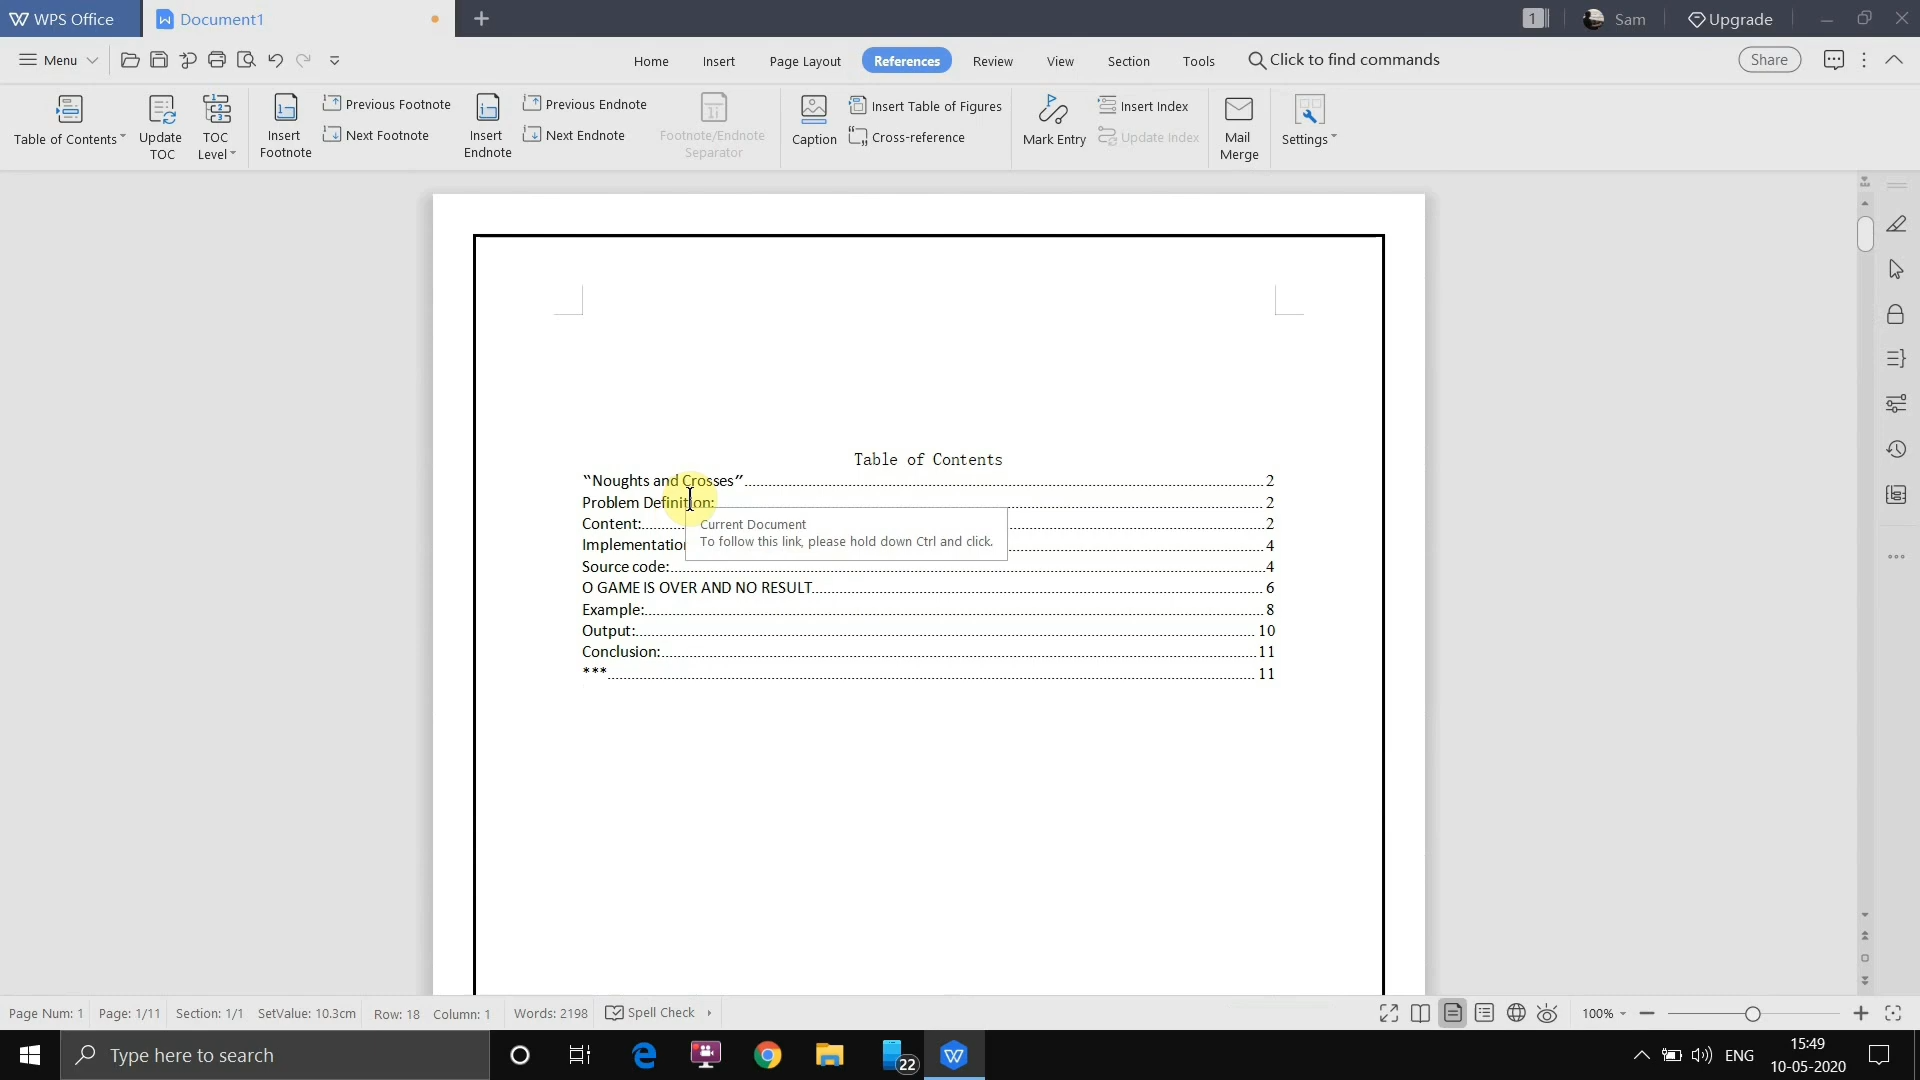 WPS Office Document1 + 1 Sam Upgrade
Menu Home Insert Page Layout References Review View Section Tools Click to find commands Share
Table of Contents Update TOC TOC Level Insert Footnote Previous Footnote Next Footnote Insert Endnote Previous Endnote Next Endnote Footnote/Endnote Separator Caption Insert Table of Figures Cross-reference Mark Entry Insert Index Update Index Mail Merge Settings
Table of Contents
“Noughts and Crosses” 2
Problem Definition: 2
Content: 2
Current Document
To follow this link, please hold down Ctrl and click.
Implementation 4
Source code: 4
O GAME IS OVER AND NO RESULT 6
Example: 8
Output: 10
Conclusion: 11
*** 11
Page Num: 1 Page: 1/11 Section: 1/1 SetValue: 10.3cm Row: 18 Column: 1 Words: 2198 Spell Check 100%
Type here to search 22 ENG 15:49
10-05-2020